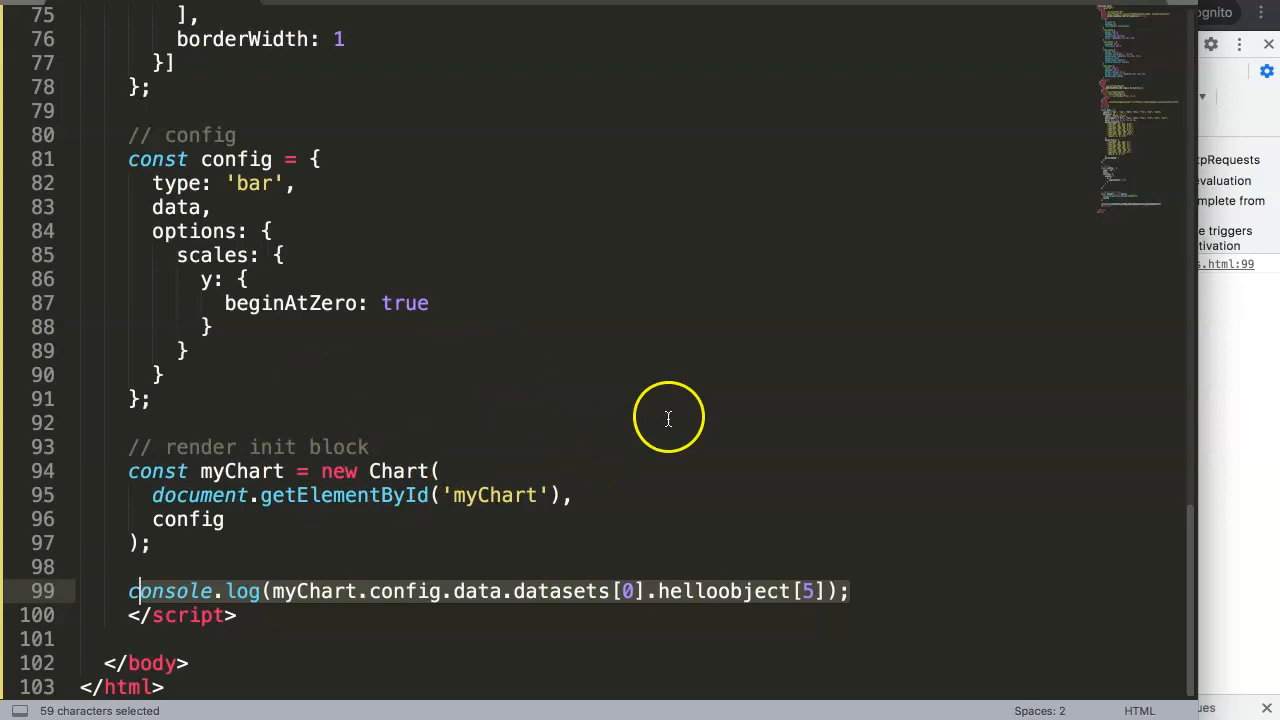 75 ],
76 borderWidth: 1
77 }]
78 };
79
80 // config
81 const config = {
82 type: 'bar',
83 data,
84 options: {
85 scales: {
86 y: {
87 beginAtZero: true
88 }
89 }
90 }
91 };
92
93 // render init block
94 const myChart = new Chart(
95 document.getElementById('myChart'),
96 config
97 );
98
99 console.log(myChart.config.data.datasets[0].helloobject[5]);
100 </script>
101
102 </body>
103 </html>
59 characters selected
Spaces: 2
HTML
ognito
tpRequests
evaluation
mplete from
e triggers
tivation
s.html:99
ues